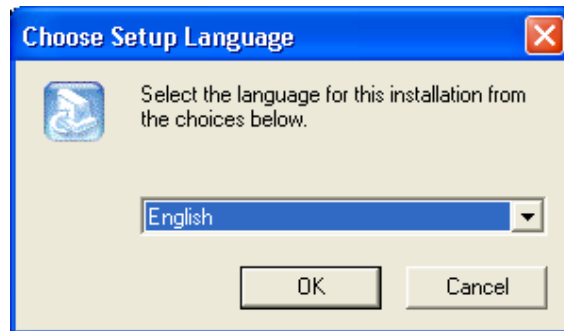 Choose Setup Language
Select the language for this installation from
the choices below.
English
OK
Cancel